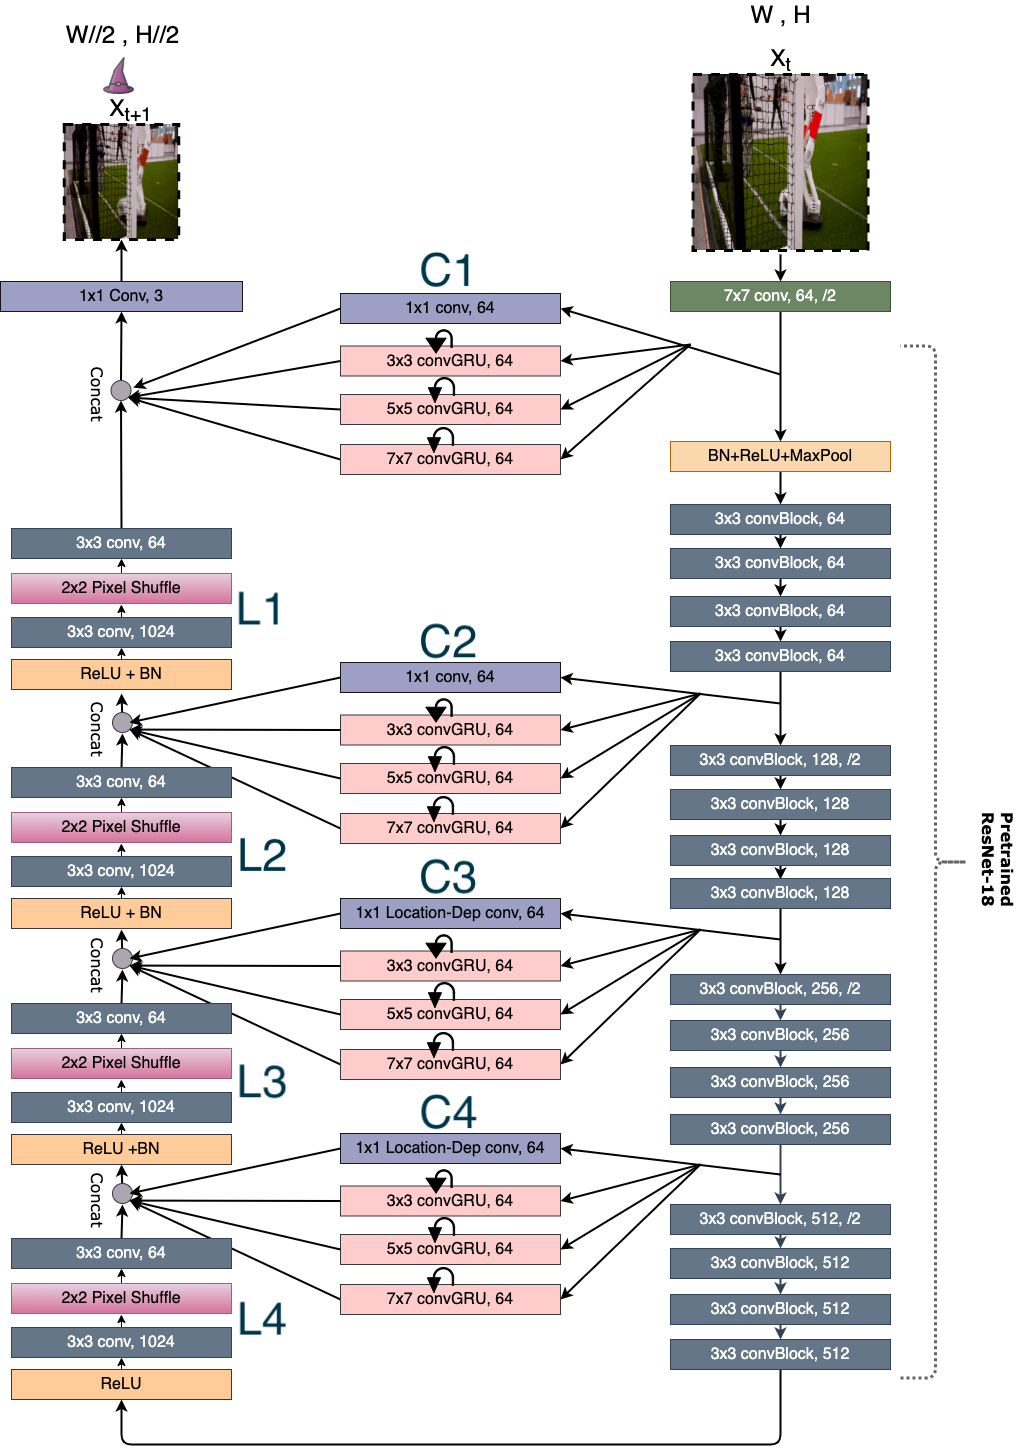 W//2 , H//2
X_{t+1}
W , H
X_t
1x1 Conv, 3
Concat
3x3 conv, 64
2x2 Pixel Shuffle
3x3 conv, 1024
ReLU + BN
L1
Concat
3x3 conv, 64
2x2 Pixel Shuffle
3x3 conv, 1024
ReLU + BN
L2
Concat
3x3 conv, 64
2x2 Pixel Shuffle
3x3 conv, 1024
ReLU +BN
L3
Concat
3x3 conv, 64
2x2 Pixel Shuffle
3x3 conv, 1024
ReLU
L4
C1
1x1 conv, 64
3x3 convGRU, 64
5x5 convGRU, 64
7x7 convGRU, 64
C2
1x1 conv, 64
3x3 convGRU, 64
5x5 convGRU, 64
7x7 convGRU, 64
C3
1x1 Location-Dep conv, 64
3x3 convGRU, 64
5x5 convGRU, 64
7x7 convGRU, 64
C4
1x1 Location-Dep conv, 64
3x3 convGRU, 64
5x5 convGRU, 64
7x7 convGRU, 64
7x7 conv, 64, /2
BN+ReLU+MaxPool
3x3 convBlock, 64
3x3 convBlock, 64
3x3 convBlock, 64
3x3 convBlock, 64
3x3 convBlock, 128, /2
3x3 convBlock, 128
3x3 convBlock, 128
3x3 convBlock, 128
3x3 convBlock, 256, /2
3x3 convBlock, 256
3x3 convBlock, 256
3x3 convBlock, 256
3x3 convBlock, 512, /2
3x3 convBlock, 512
3x3 convBlock, 512
3x3 convBlock, 512
Pretrained
ResNet-18